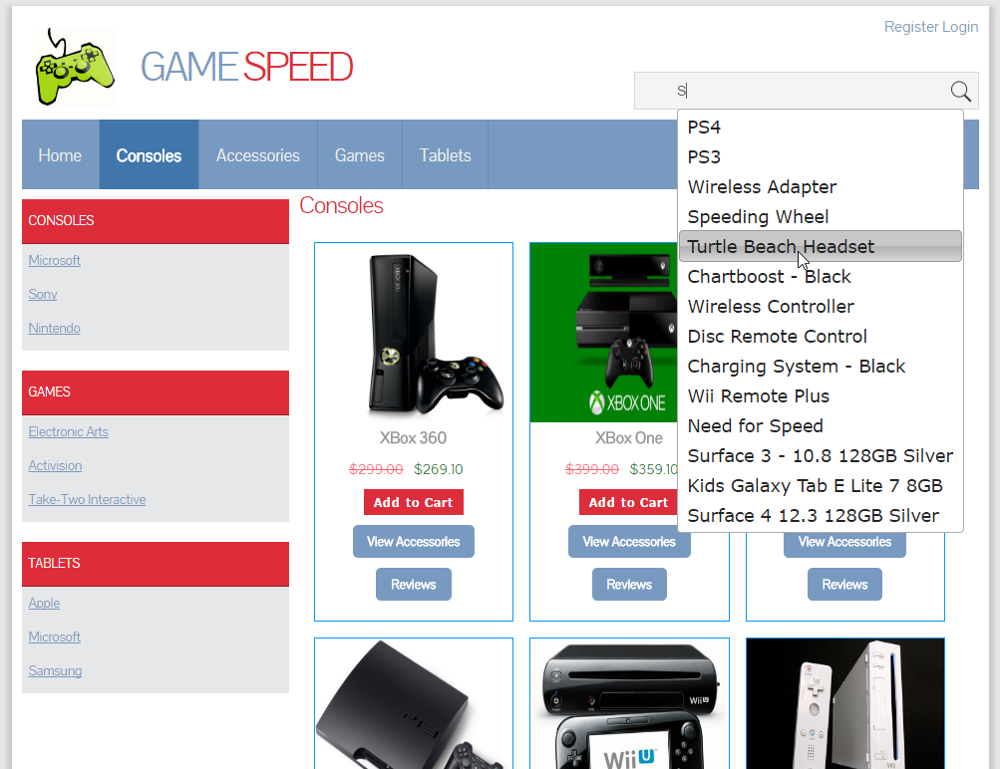 Register Login
GAME SPEED
S
Home Consoles Accessories Games Tablets
PS4
PS3
Wireless Adapter
Speeding Wheel
Turtle Beach Headset
Chartboost - Black
Wireless Controller
Disc Remote Control
Charging System - Black
Wii Remote Plus
Need for Speed
Surface 3 - 10.8 128GB Silver
Kids Galaxy Tab E Lite 7 8GB
Surface 4 12.3 128GB Silver
CONSOLES
Microsoft
Sony
Nintendo
GAMES
Electronic Arts
Activision
Take-Two Interactive
TABLETS
Apple
Microsoft
Samsung
Consoles
XBox 360
$299.00 $269.10
Add to Cart
View Accessories
Reviews
XBOX ONE
XBox One
$399.00 $359.10
Add to Cart
View Accessories
Reviews
View Accessories
Reviews
PS3
Wii U
Wii U
Wii